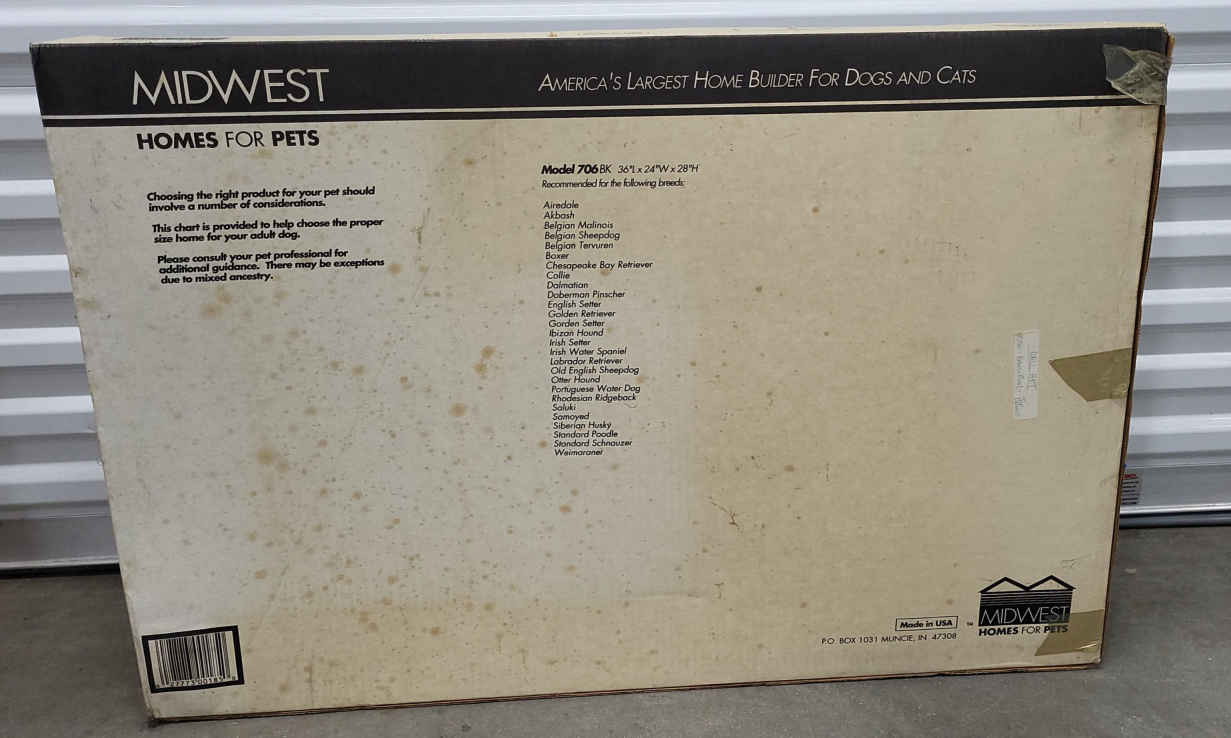 MIDWEST
AMERICA'S LARGEST HOME BUILDER FOR DOGS AND CATS
HOMES FOR PETS
Choosing the right product for your pet should
involve a number of considerations.
This chart is provided to help choose the proper
size home for your adult dog.
Please consult your pet professional for
additional guidance. There may be exceptions
due to mixed ancestry.
Model 706BK 36"L x 24"W x 28"H
Recommended for the following breeds:
Airedale
Akbash
Belgian Malinois
Belgian Sheepdog
Belgian Tervuren
Boxer
Chesapeake Bay Retriever
Collie
Dalmatian
Doberman Pinscher
English Setter
Golden Retriever
Gorden Setter
Ibizan Hound
Irish Setter
Irish Water Spaniel
Labrador Retriever
Old English Sheepdog
Otter Hound
Portuguese Water Dog
Rhodesian Ridgeback
Saluki
Samoyed
Siberian Husky
Standard Poodle
Standard Schnauzer
Weimaraner
Made in USA
P.O. BOX 1031 MUNCIE, IN 47308
TM
MIDWEST
HOMES FOR PETS